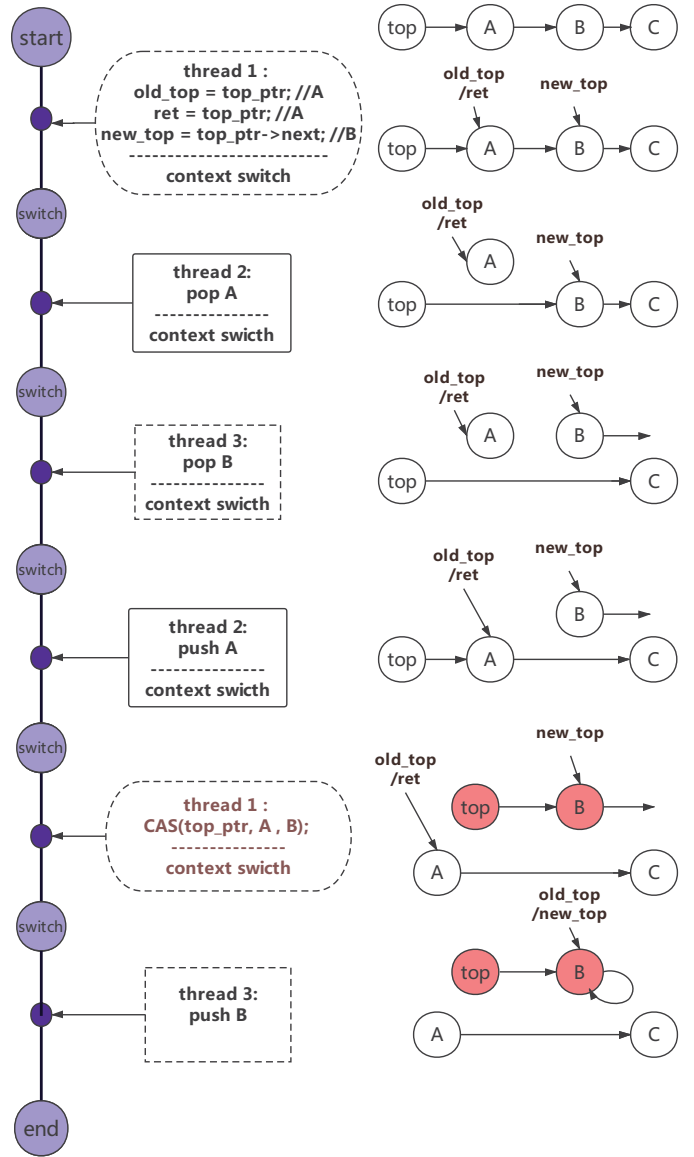 start
thread 1 :
old_top = top_ptr; //A
ret = top_ptr; //A
new_top = top_ptr->next; //B
-----------------------
context switch
top
A
B
C
old_top
/ret
new_top
top
A
B
C
switch
thread 2:
pop A
--------------
context swicth
old_top
/ret
new_top
A
top
B
C
switch
thread 3:
pop B
--------------
context swicth
old_top
/ret
new_top
A
B
top
C
switch
thread 2:
push A
--------------
context swicth
old_top
/ret
new_top
B
top
A
C
switch
thread 1 :
CAS(top_ptr, A , B);
----------------
context swicth
old_top
/ret
new_top
top
B
A
C
switch
thread 3:
push B
old_top
/new_top
top
B
A
C
end